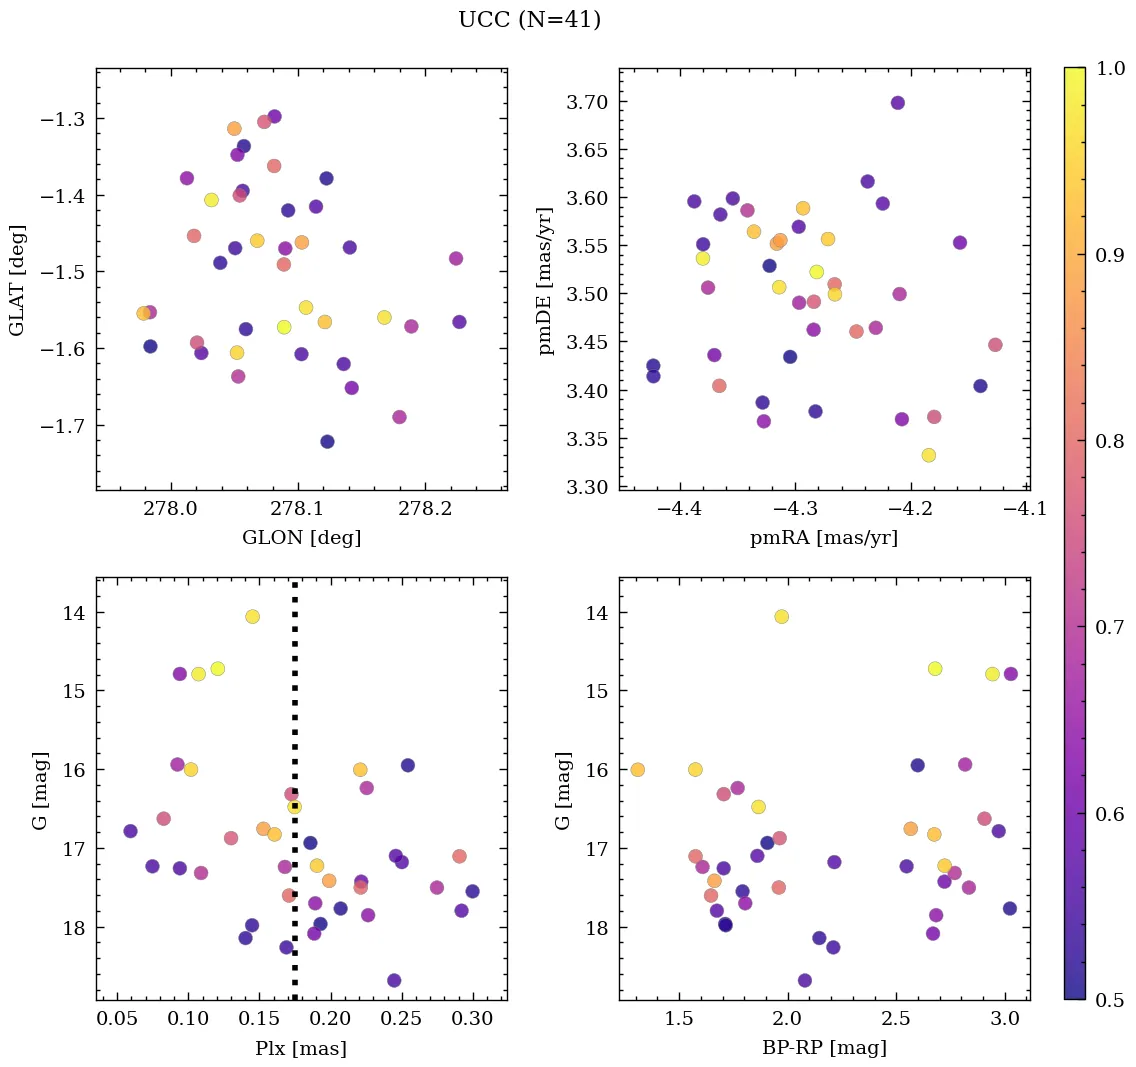 UCC (N=41)
−1.3
−1.4
−1.5
−1.6
−1.7
GLAT [deg]
278.0 278.1 278.2
GLON [deg]
3.70
3.65
3.60
3.55
3.50
3.45
3.40
3.35
3.30
pmDE [mas/yr]
−4.4 −4.3 −4.2 −4.1
pmRA [mas/yr]
14
15
16
17
18
G [mag]
0.05 0.10 0.15 0.20 0.25 0.30
Plx [mas]
14
15
16
17
18
G [mag]
1.5 2.0 2.5 3.0
BP-RP [mag]
1.0
0.9
0.8
0.7
0.6
0.5